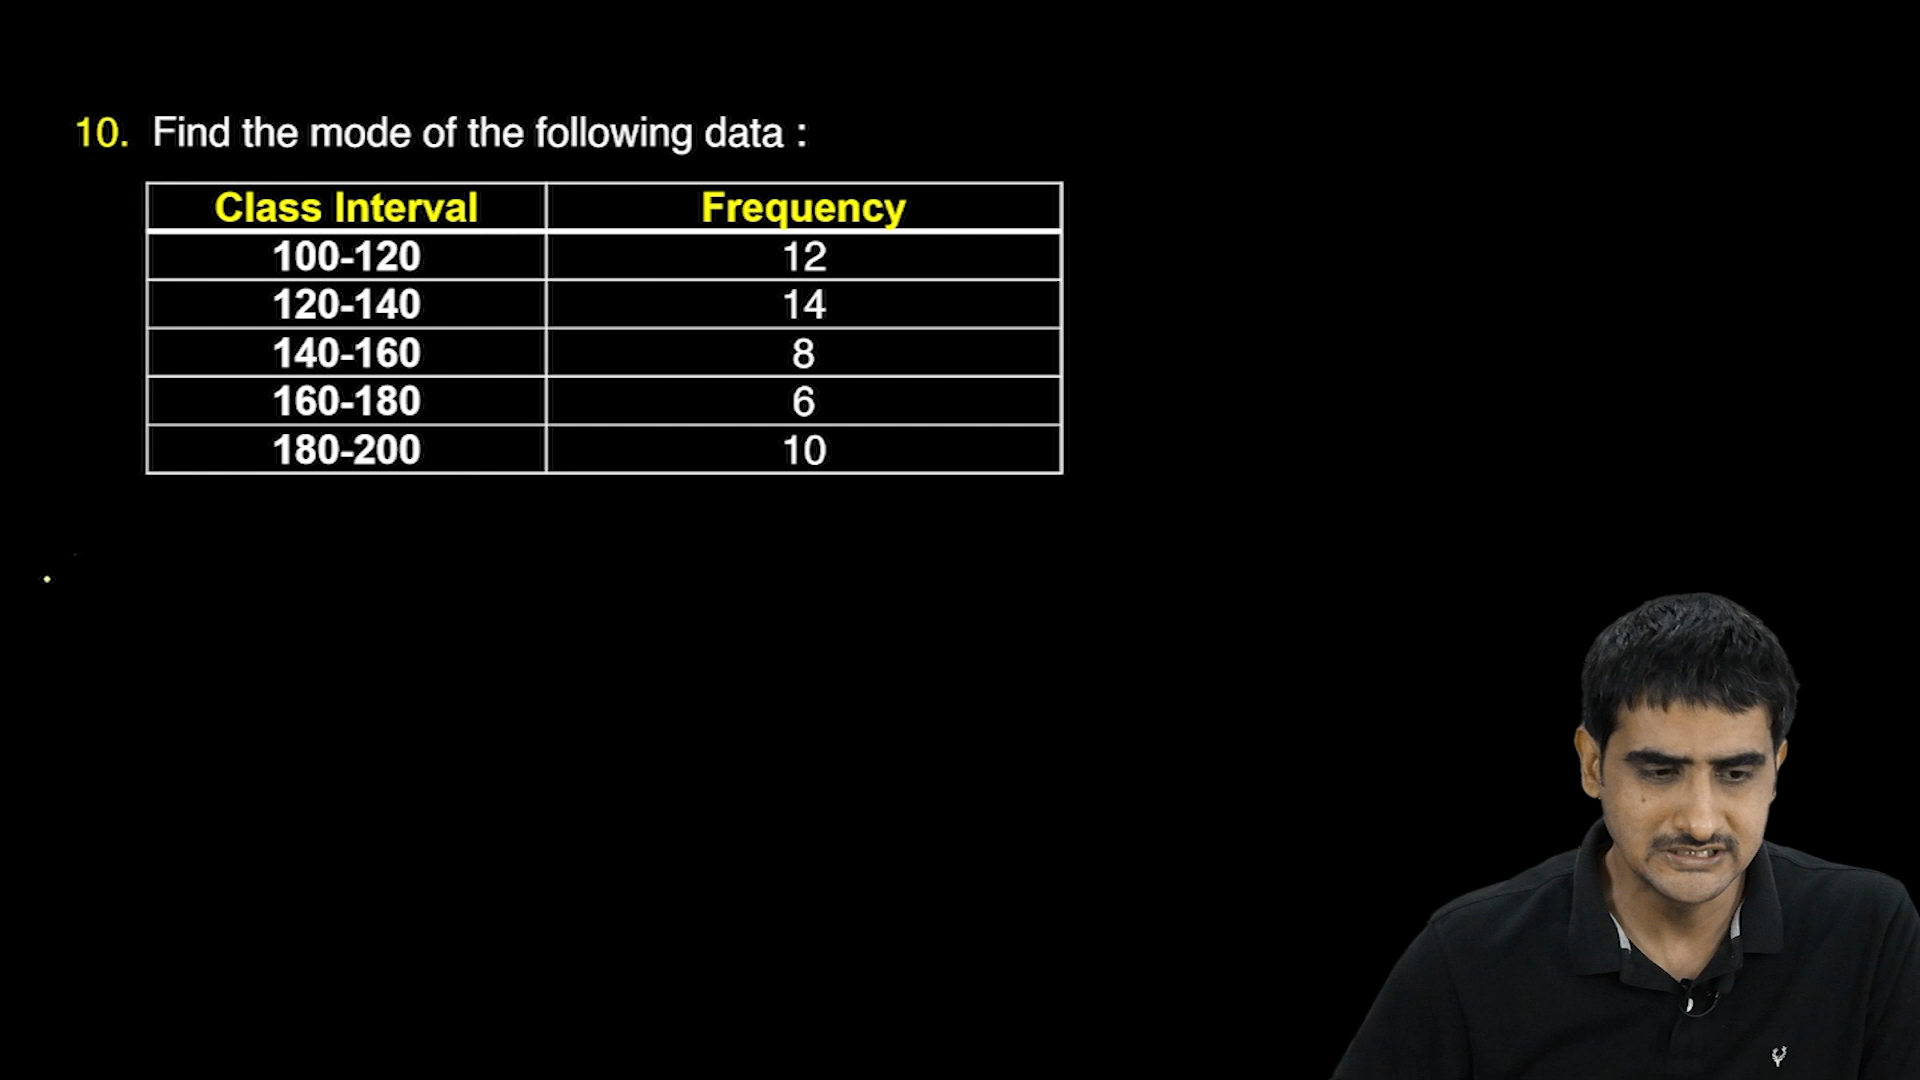 10. Find the mode of the following data :
Class Interval Frequency
100-120 12
120-140 14
140-160 8
160-180 6
180-200 10